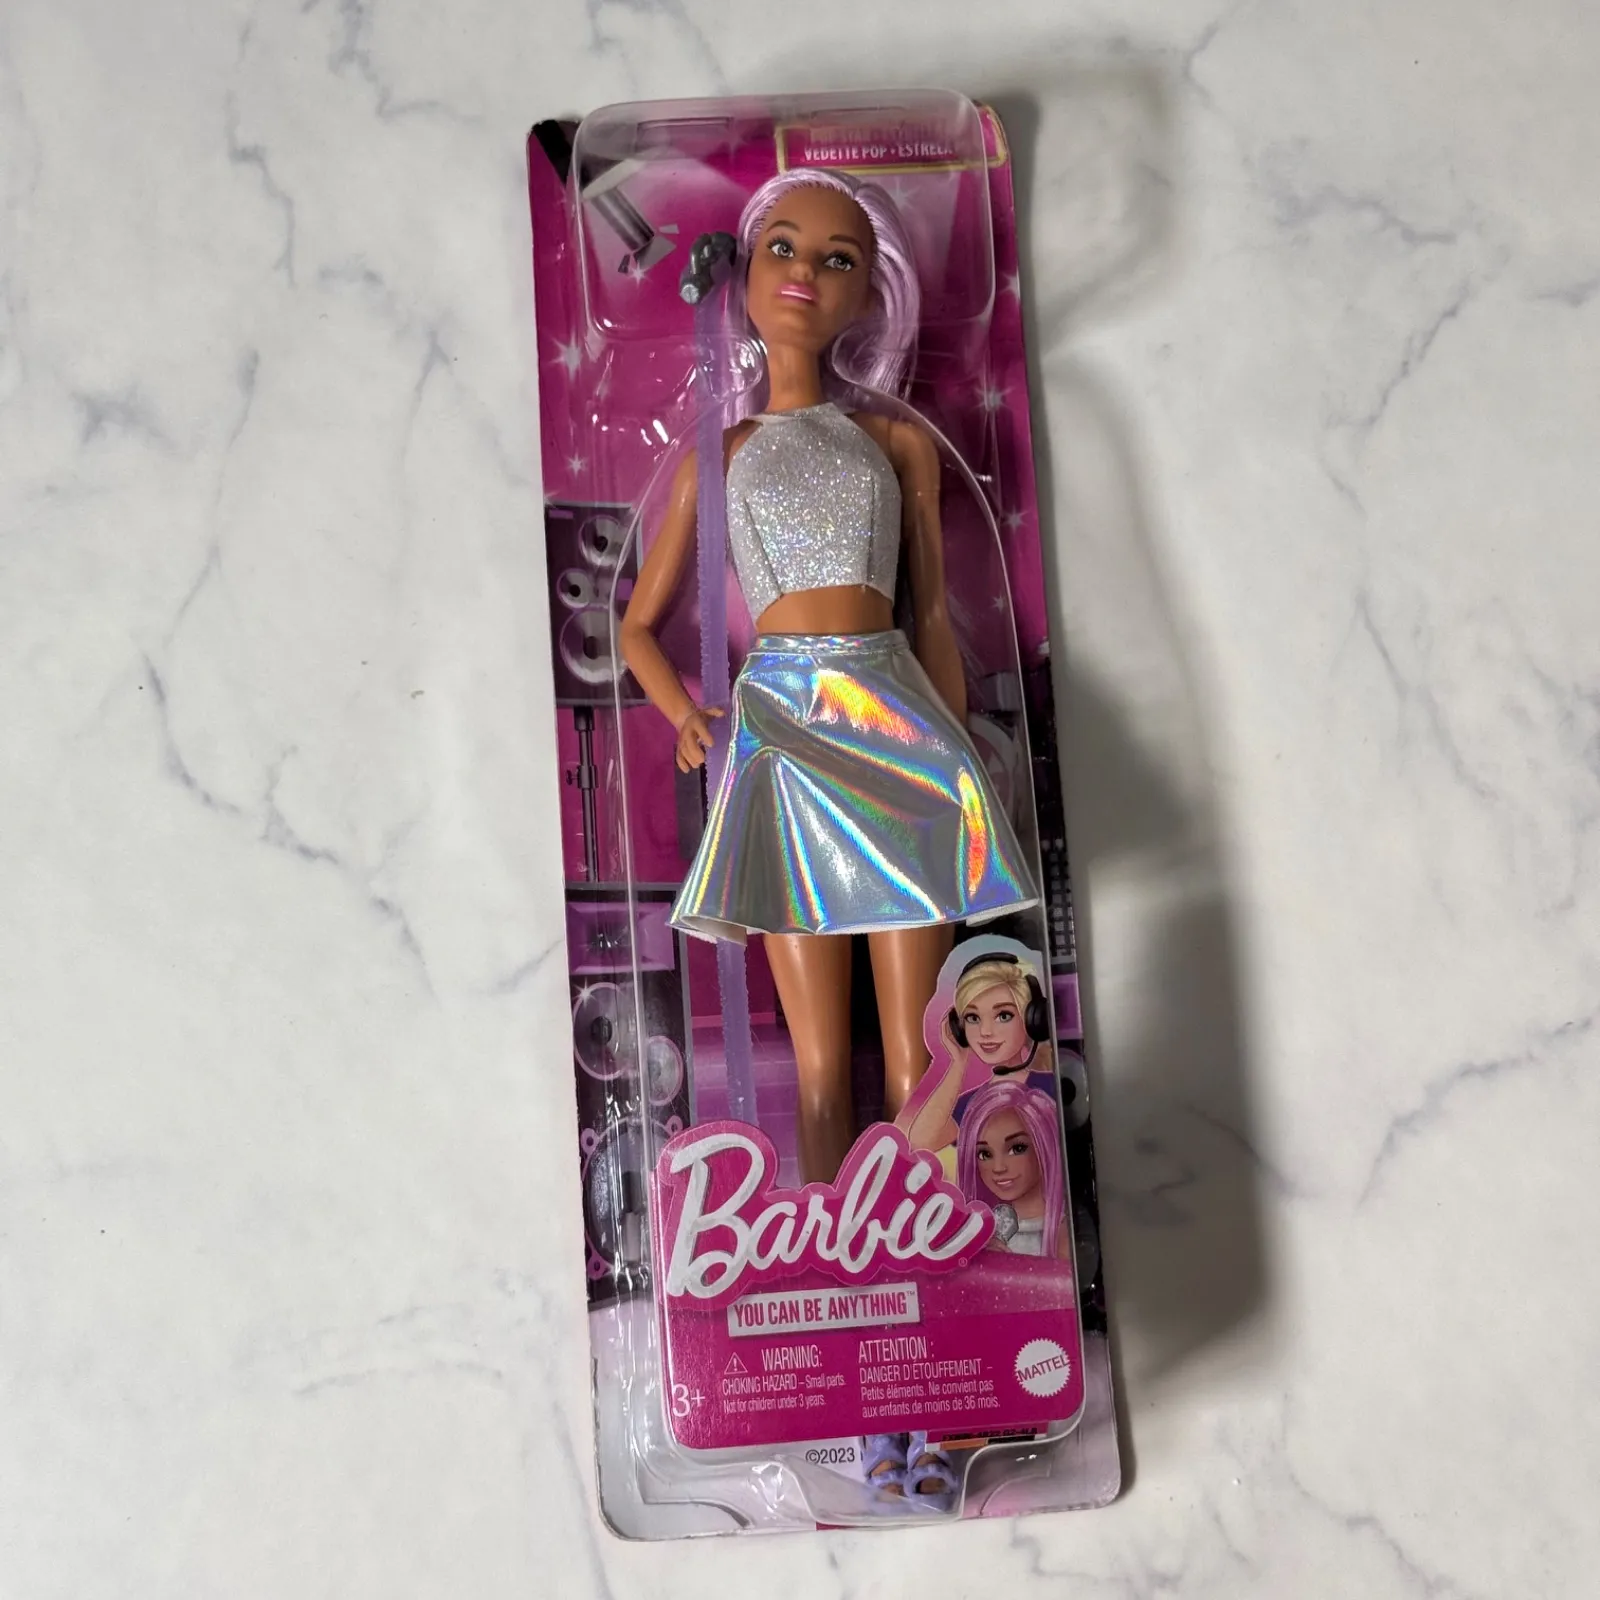 VEDETTE POP • ESTRELA
Barbie®
YOU CAN BE ANYTHING™
WARNING:
CHOKING HAZARD – Small parts.
Not for children under 3 years.
3+
ATTENTION :
DANGER D'ÉTOUFFEMENT –
Petits éléments. Ne convient pas
aux enfants de moins de 36 mois.
MATTEL
©2023